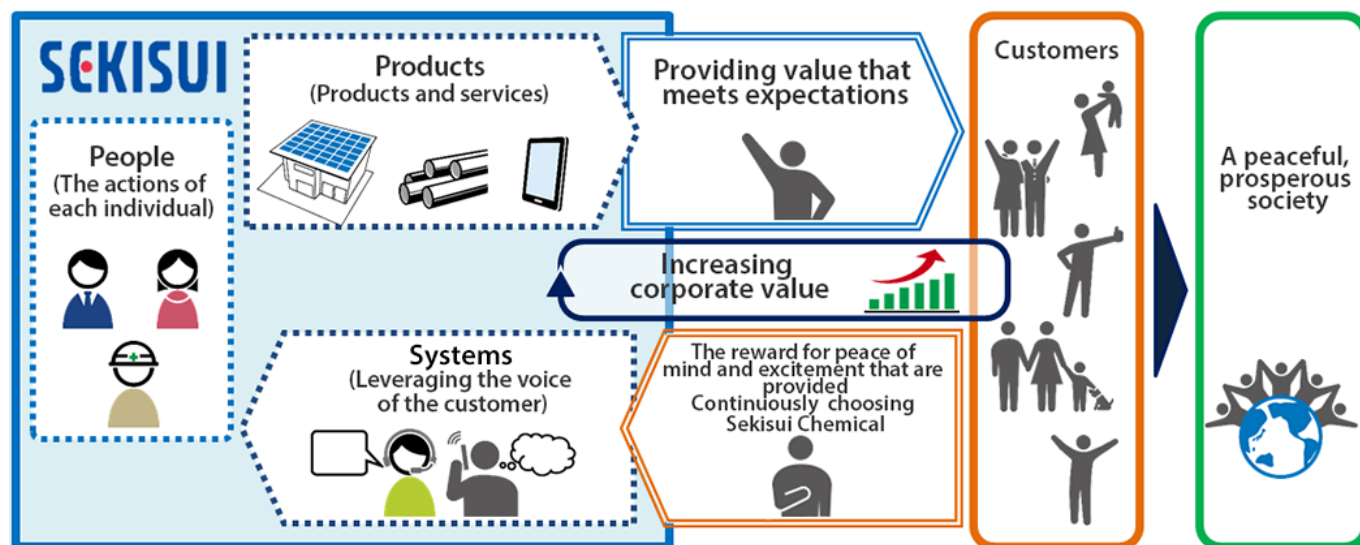 SEKISUI
People
(The actions of
each individual)
Products
(Products and services)
Providing value that
meets expectations
Increasing
corporate value
Systems
(Leveraging the voice
of the customer)
The reward for peace of
mind and excitement that are
provided
Continuously choosing
Sekisui Chemical
Customers
A peaceful,
prosperous
society